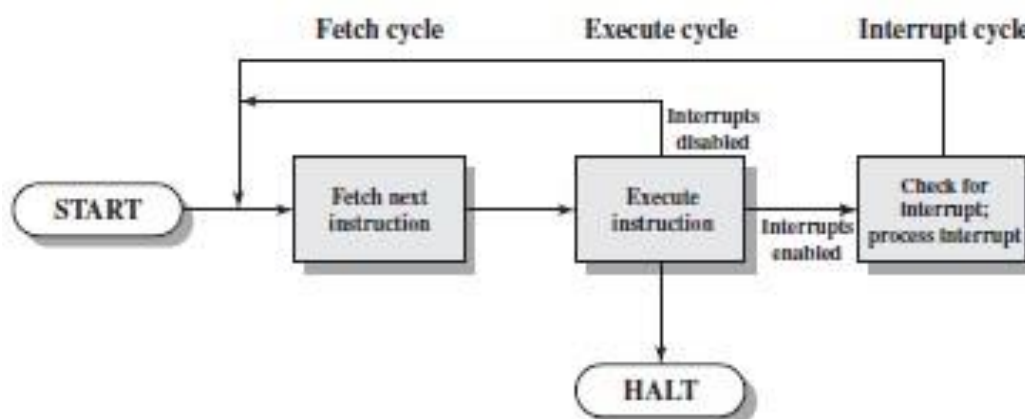 Fetch cycle
Execute cycle
Interrupt cycle
Interrupts
disabled
START
Fetch next
instruction
Execute
instruction
Interrupts
enabled
Check for
interrupt;
process interrupt
HALT